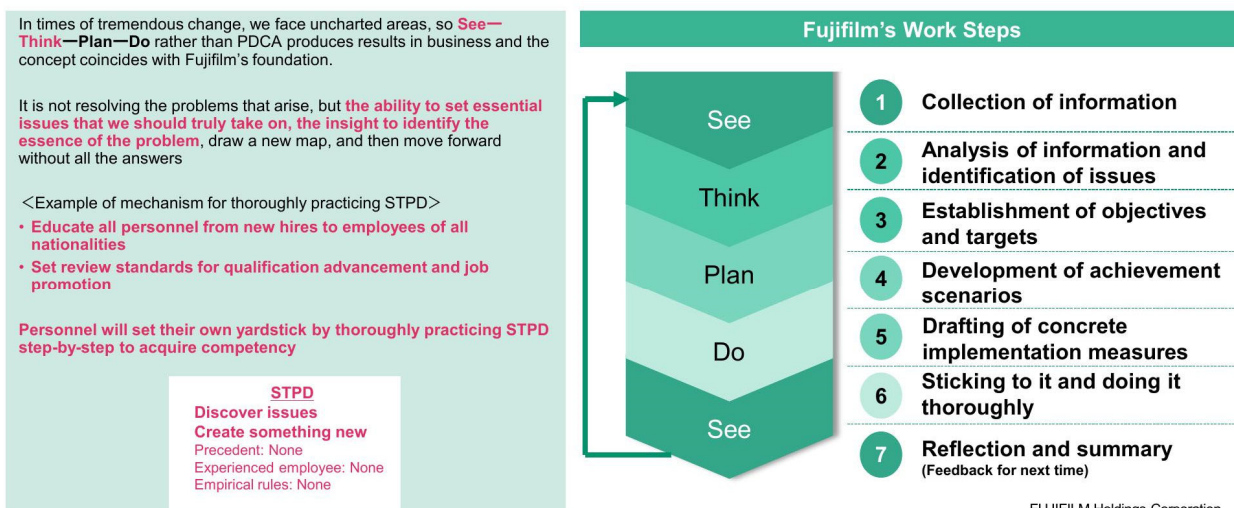 In times of tremendous change, we face uncharted areas, so See—
Think—Plan—Do rather than PDCA produces results in business and the
concept coincides with Fujifilm's foundation.
It is not resolving the problems that arise, but the ability to set essential
issues that we should truly take on, the insight to identify the
essence of the problem, draw a new map, and then move forward
without all the answers
<Example of mechanism for thoroughly practicing STPD>
• Educate all personnel from new hires to employees of all
nationalities
• Set review standards for qualification advancement and job
promotion
Personnel will set their own yardstick by thoroughly practicing STPD
step-by-step to acquire competency
STPD
Discover issues
Create something new
Precedent: None
Experienced employee: None
Empirical rules: None
Fujifilm's Work Steps
See
Think
Plan
Do
See
1 Collection of information
2 Analysis of information and
identification of issues
3 Establishment of objectives
and targets
4 Development of achievement
scenarios
5 Drafting of concrete
implementation measures
6 Sticking to it and doing it
thoroughly
7 Reflection and summary
(Feedback for next time)
FUJIFILM Holdings Corporation